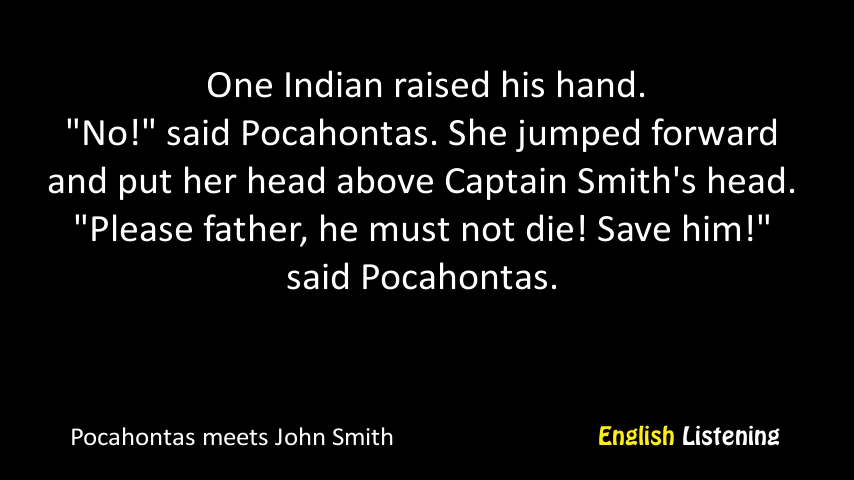 One Indian raised his hand.
"No!" said Pocahontas. She jumped forward
and put her head above Captain Smith's head.
"Please father, he must not die! Save him!"
said Pocahontas.
Pocahontas meets John Smith
English Listening